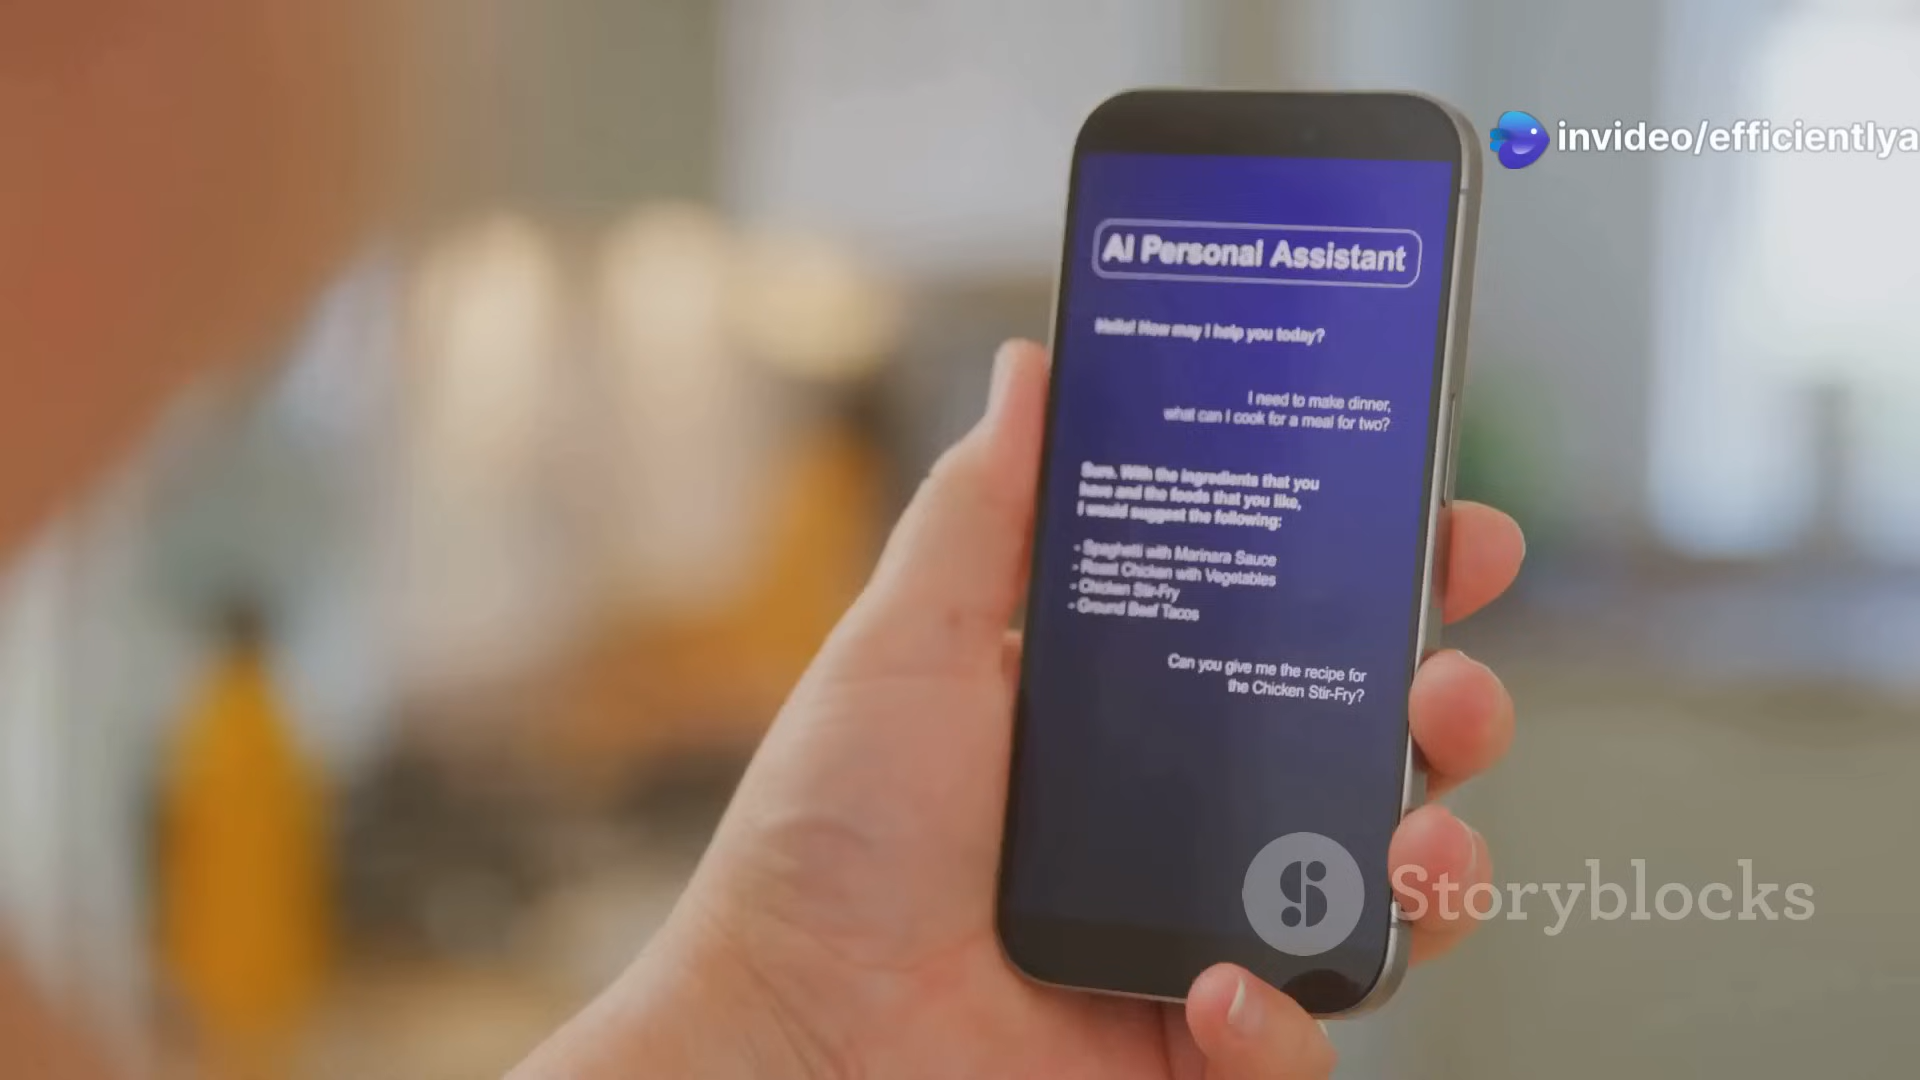 invideo/efficientlya
AI Personal Assistant
Hello! How may I help you today?
I need to make dinner,
what can I cook for a meal for two?
Sure. With the ingredients that you
have and the foods that you like,
I would suggest the following:
- Spaghetti with Marinara Sauce
- Roast Chicken with Vegetables
- Chicken Stir-Fry
- Ground Beef Tacos
Can you give me the recipe for
the Chicken Stir-Fry?
Storyblocks